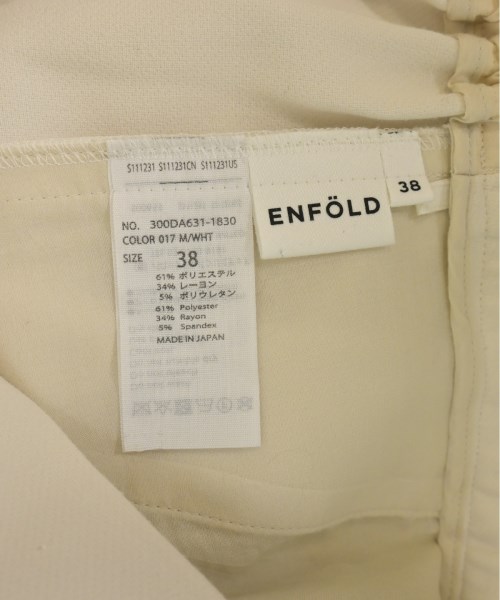 S111231 S111231CN S111231US
NO. 300DA631-1830
COLOR 017 M/WHT
SIZE 38
61% ポリエステル
34% レーヨン
5% ポリウレタン
61% Polyester
34% Rayon
5% Spandex
MADE IN JAPAN
ENFÖLD
38